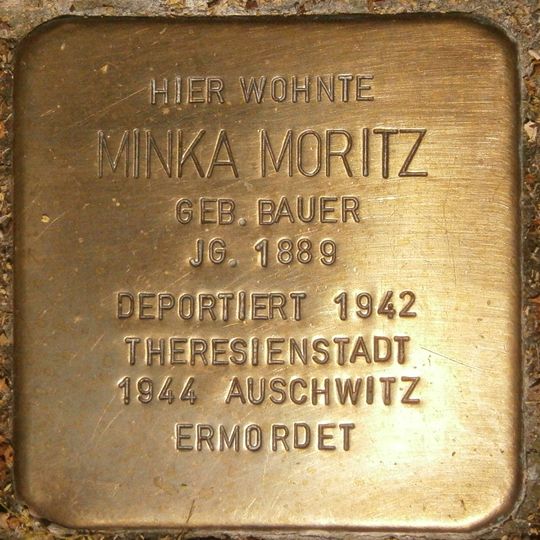 HIER WOHNTE
MINKA MORITZ
GEB. BAUER
JG. 1889
DEPORTIERT 1942
THERESIENSTADT
1944 AUSCHWITZ
ERMORDET